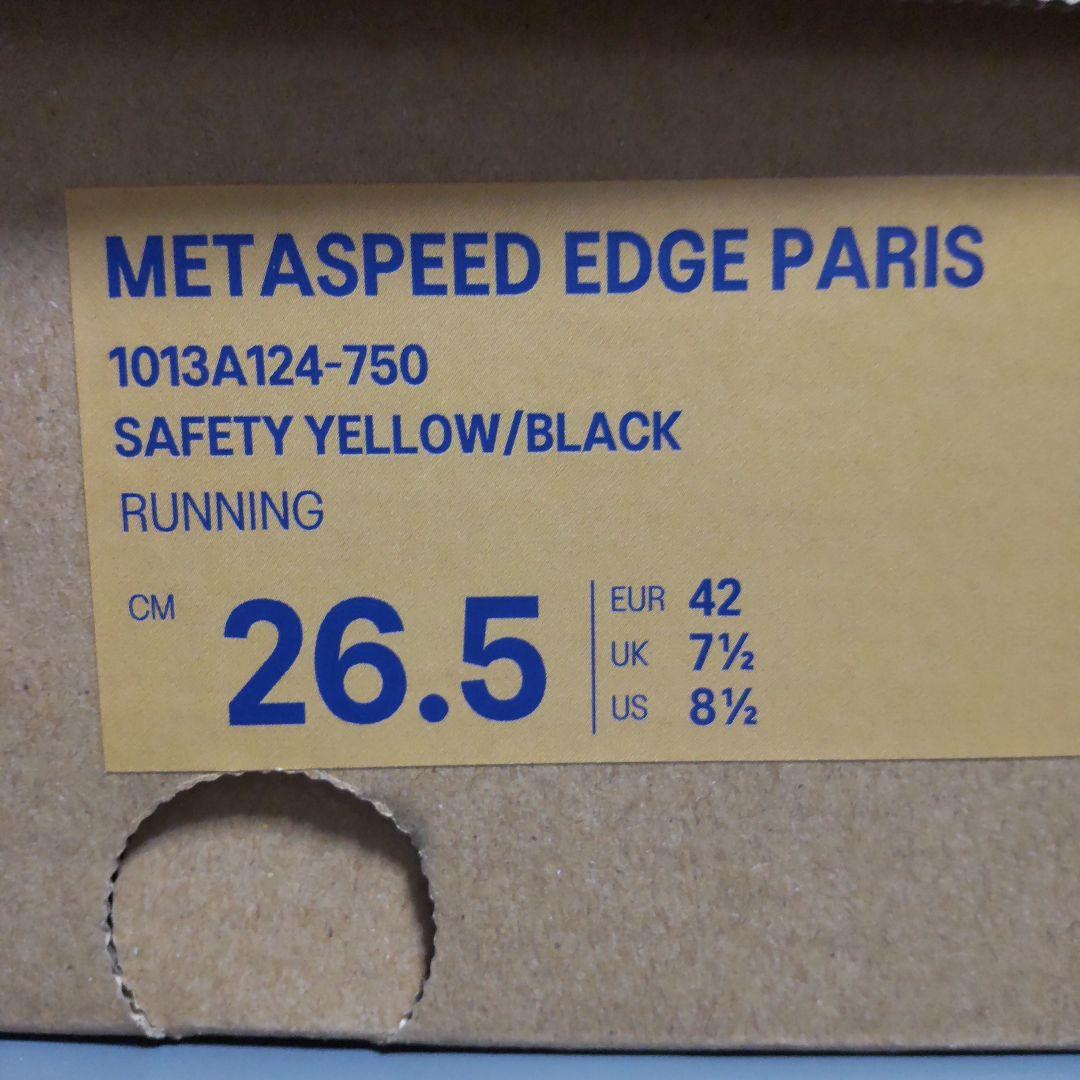 METASPEED EDGE PARIS
1013A124-750
SAFETY YELLOW/BLACK
RUNNING
CM 26.5
EUR 42
UK 7½
US 8½